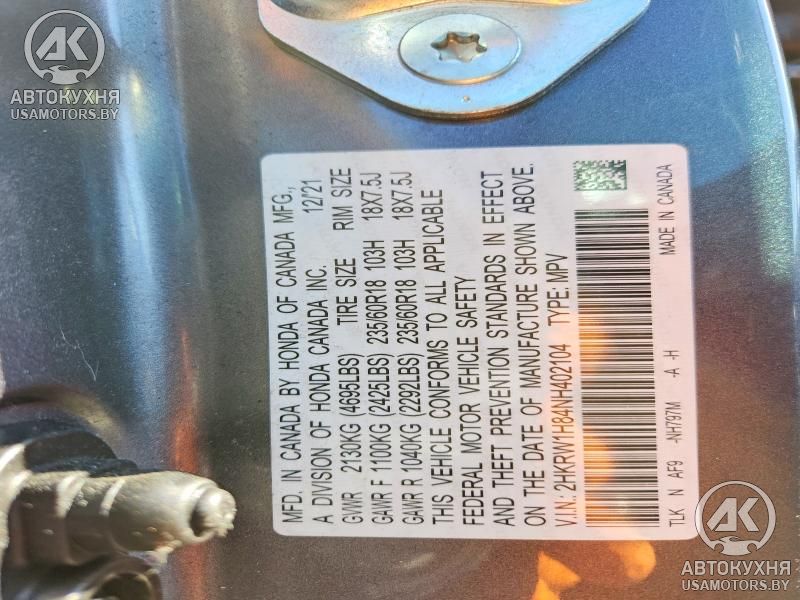 AK
АВТОКУХНЯ
USAMOTORS.BY
MFD. IN CANADA BY HONDA OF CANADA MFG.,
A DIVISION OF HONDA CANADA INC. 12/21
GVWR 2130KG (4695LBS) TIRE SIZE RIM SIZE
GAWR F 1100KG (2425LBS) 235/60R18 103H 18X7.5J
GAWR R 1040KG (2292LBS) 235/60R18 103H 18X7.5J
THIS VEHICLE CONFORMS TO ALL APPLICABLE
FEDERAL MOTOR VEHICLE SAFETY
AND THEFT PREVENTION STANDARDS IN EFFECT
ON THE DATE OF MANUFACTURE SHOWN ABOVE.
V.I.N.: 2HKRW1H84NH402104 TYPE: MPV
TLK N AF9 -NH797M -A -H MADE IN CANADA
AK
АВТОКУХНЯ
USAMOTORS.BY